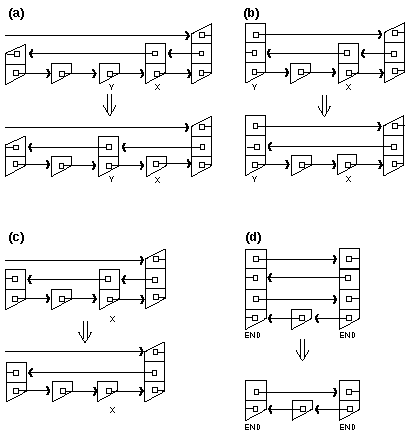 (a)
(b)
Y X
Y X
Y X
Y X
(c)
(d)
X
END END
X
END END